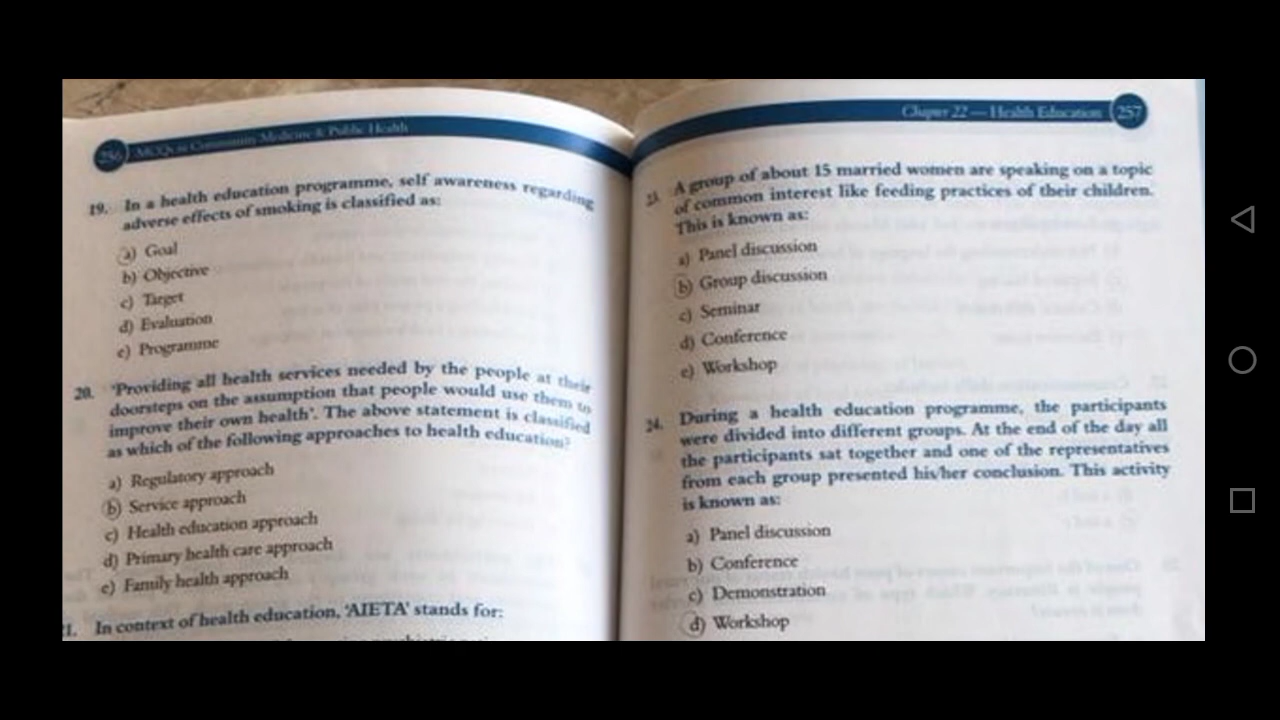 256 MCQs in Community Medicine & Public Health
19. In a health education programme, self awareness regarding
adverse effects of smoking is classified as:
a) Goal
b) Objective
c) Target
d) Evaluation
e) Programme
20. 'Providing all health services needed by the people at their
doorsteps on the assumption that people would use them to
improve their own health'. The above statement is classified
as which of the following approaches to health education?
a) Regulatory approach
b) Service approach
c) Health education approach
d) Primary health care approach
e) Family health approach
21. In context of health education, 'AIETA' stands for:
Chapter 22 — Health Education 257
23. A group of about 15 married women are speaking on a topic
of common interest like feeding practices of their children.
This is known as:
a) Panel discussion
b) Group discussion
c) Seminar
d) Conference
e) Workshop
24. During a health education programme, the participants
were divided into different groups. At the end of the day all
the participants sat together and one of the representatives
from each group presented his/her conclusion. This activity
is known as:
a) Panel discussion
b) Conference
c) Demonstration
d) Workshop